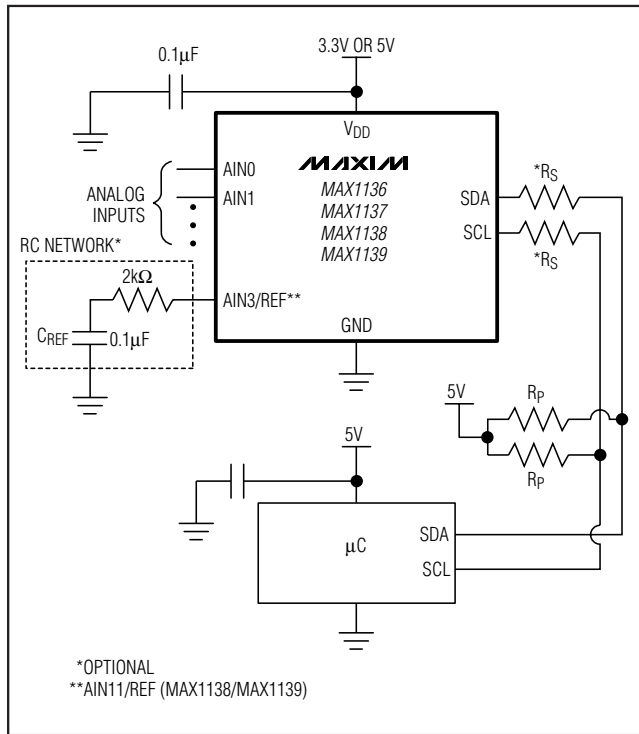 3.3V OR 5V
0.1µF
VDD
MAXIM
MAX1136
MAX1137
MAX1138
MAX1139
AIN0
AIN1
ANALOG
INPUTS
SDA
*RS
SCL
*RS
RC NETWORK*
2kΩ
AIN3/REF**
CREF
0.1µF
GND
5V
RP
RP
5V
µC
SDA
SCL
*OPTIONAL
**AIN11/REF (MAX1138/MAX1139)